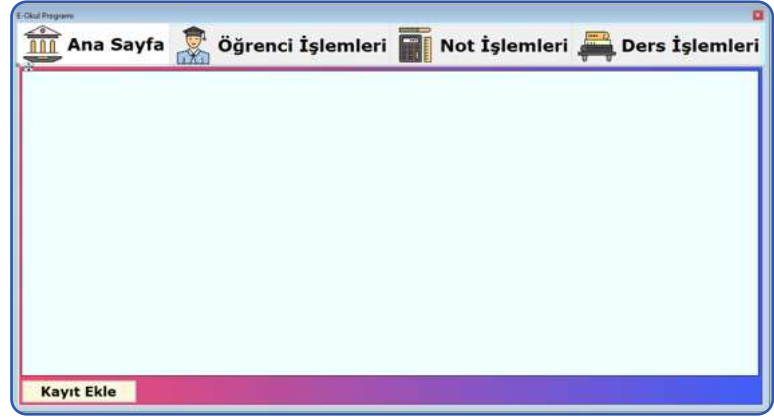 E-Okul Programı
Ana Sayfa Öğrenci İşlemleri Not İşlemleri Ders İşlemleri
Kayıt Ekle